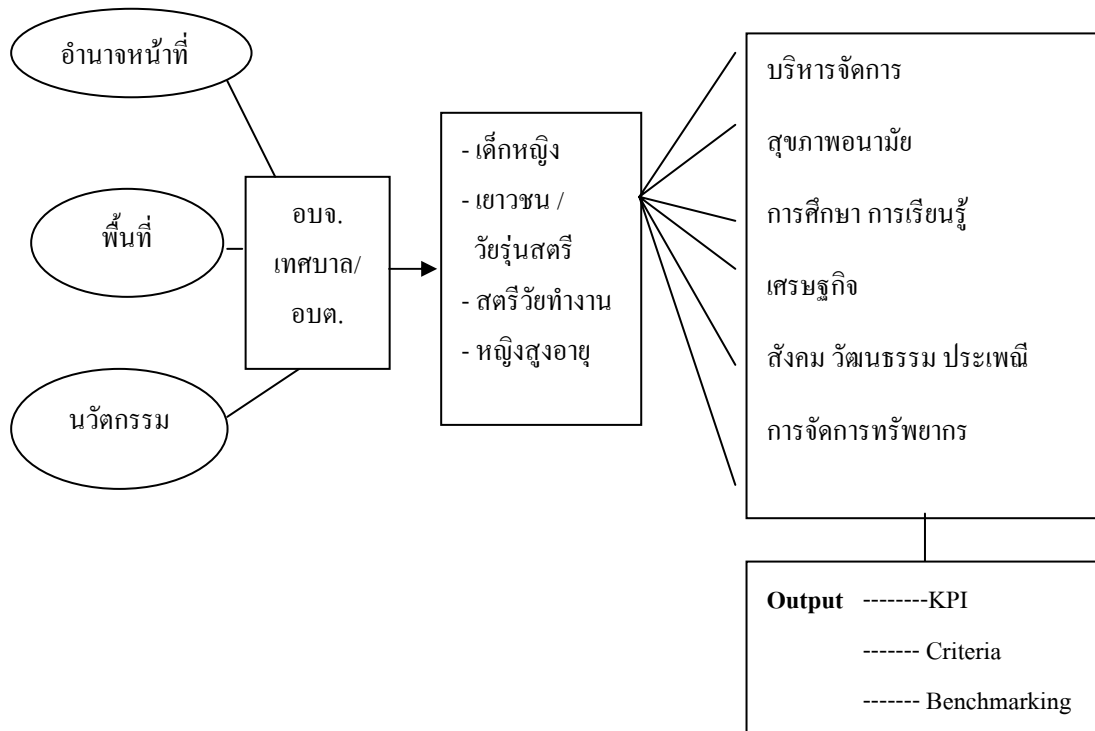 อำนาจหน้าที่
พื้นที่
นวัตกรรม
อบจ.
เทศบาล/
อบต.
- เด็กหญิง
- เยาวชน /
วัยรุ่นสตรี
- สตรีวัยทำงาน
- หญิงสูงอายุ
บริหารจัดการ
สุขภาพอนามัย
การศึกษา การเรียนรู้
เศรษฐกิจ
สังคม วัฒนธรรม ประเพณี
การจัดการทรัพยากร
Output --------KPI
------- Criteria
------- Benchmarking